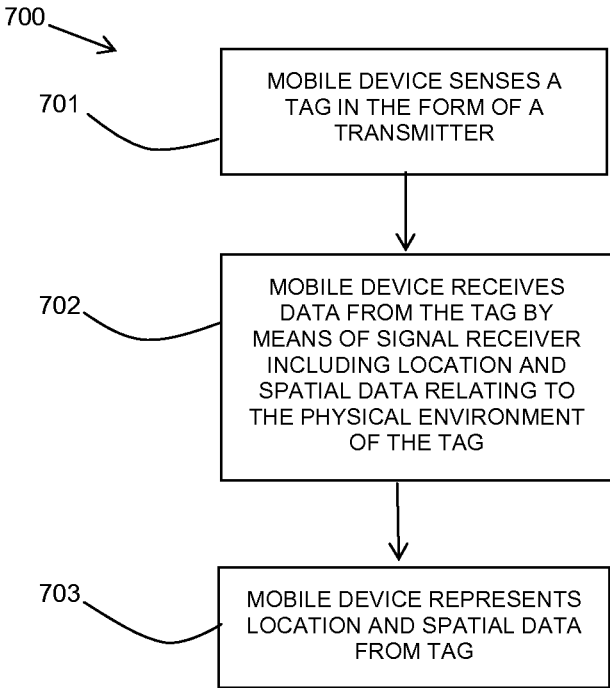 700
701
MOBILE DEVICE SENSES A
TAG IN THE FORM OF A
TRANSMITTER
702
MOBILE DEVICE RECEIVES
DATA FROM THE TAG BY
MEANS OF SIGNAL RECEIVER
INCLUDING LOCATION AND
SPATIAL DATA RELATING TO
THE PHYSICAL ENVIRONMENT
OF THE TAG
703
MOBILE DEVICE REPRESENTS
LOCATION AND SPATIAL DATA
FROM TAG